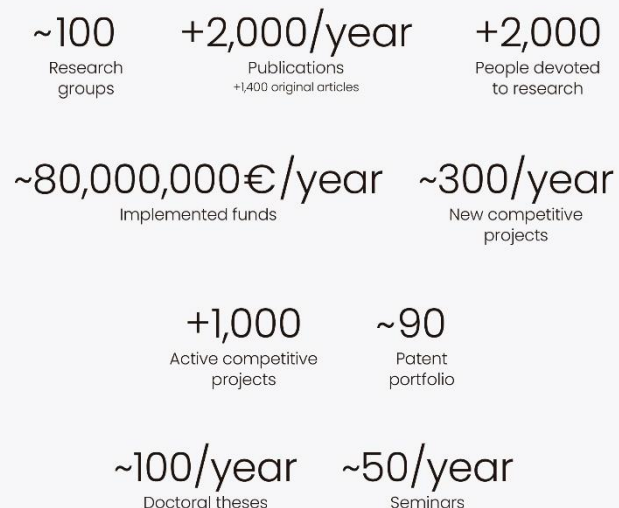 ~100 +2,000/year +2,000
Research Publications People devoted
groups +1,400 original articles to research
~80,000,000€/year ~300/year
Implemented funds New competitive
projects
+1,000 ~90
Active competitive Patent
projects portfolio
~100/year ~50/year
Doctoral theses Seminars